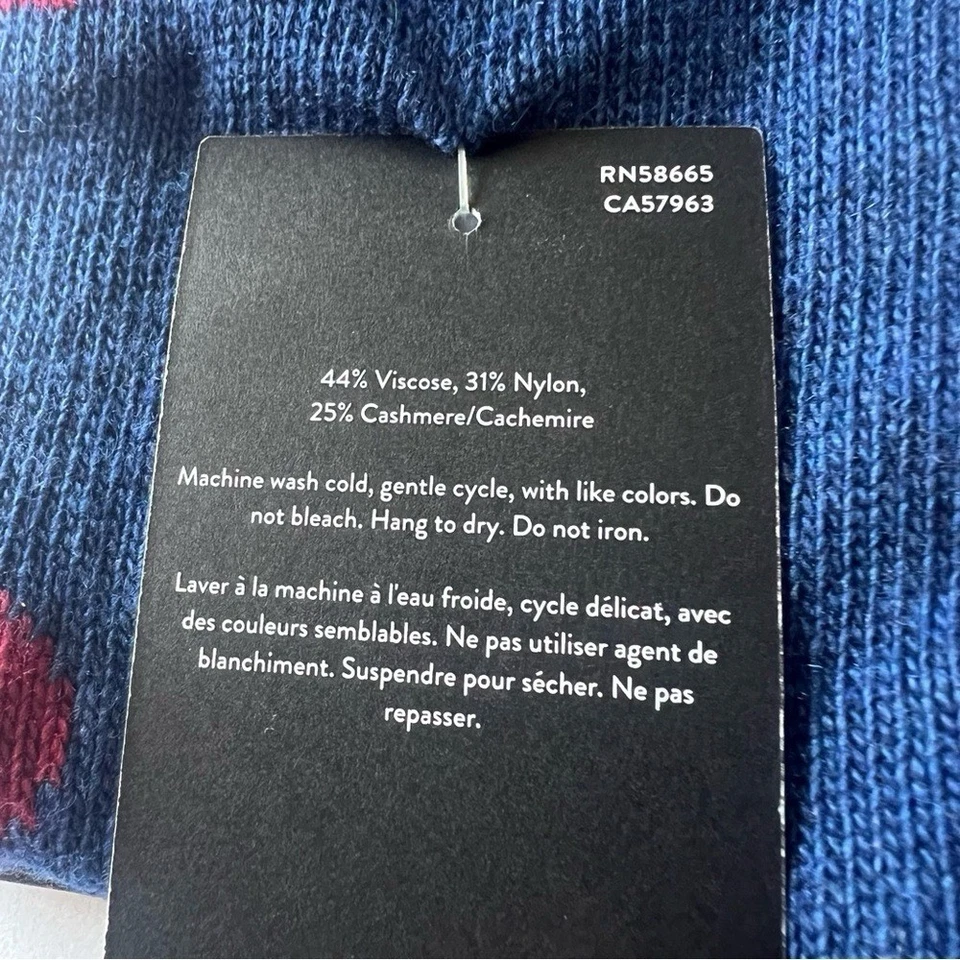 RN58665
CA57963
44% Viscose, 31% Nylon,
25% Cashmere/Cachemire
Machine wash cold, gentle cycle, with like colors. Do
not bleach. Hang to dry. Do not iron.
Laver à la machine à l'eau froide, cycle délicat, avec
des couleurs semblables. Ne pas utiliser agent de
blanchiment. Suspendre pour sécher. Ne pas
repasser.